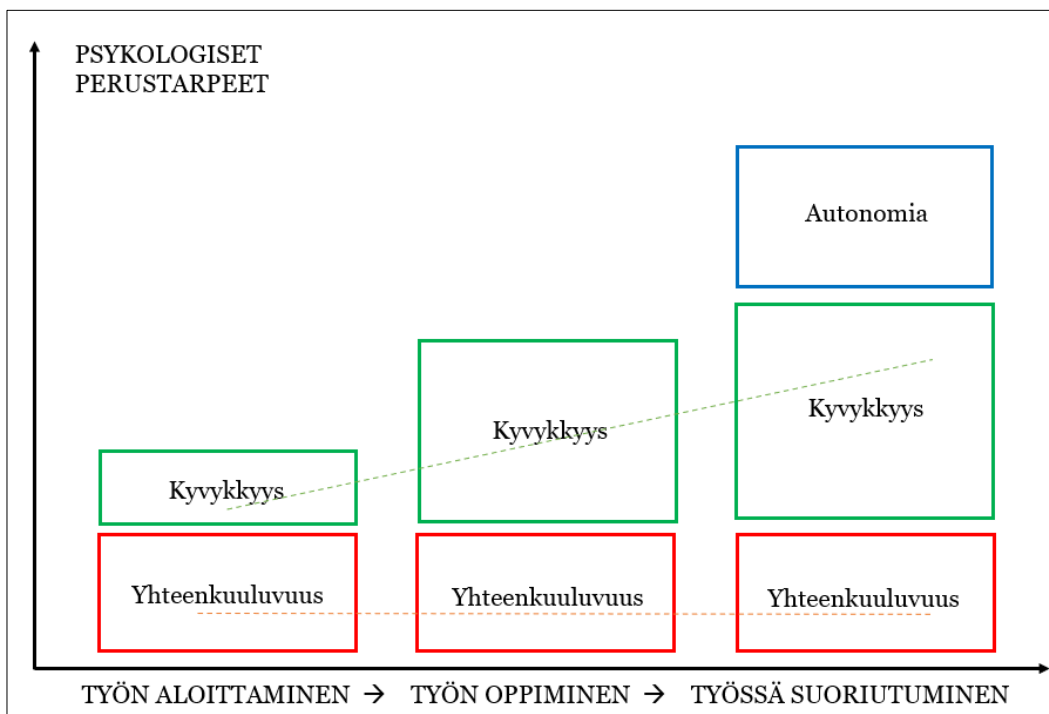 PSYKOLOGISET
PERUSTARPEET
Autonomia
Kyvykkyys
Kyvykkyys
Kyvykkyys
Yhteenkuuluvuus
Yhteenkuuluvuus
Yhteenkuuluvuus
TYÖN ALOITTAMINEN → TYÖN OPPIMINEN → TYÖSSÄ SUORIUTUMINEN